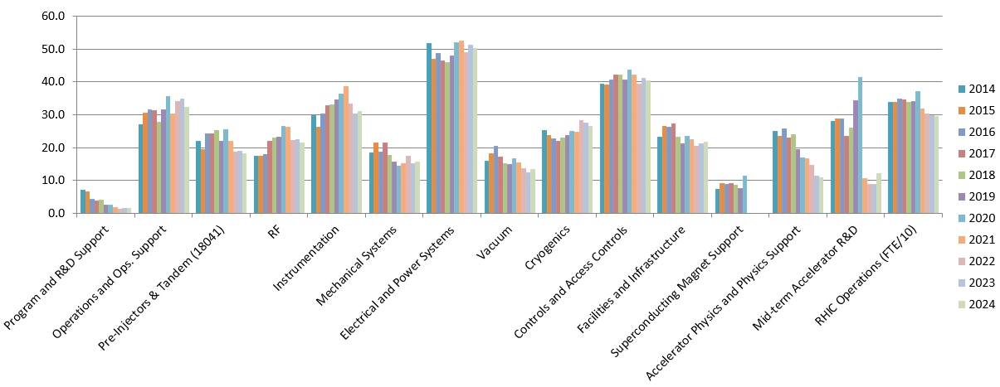 60.0
50.0
40.0
30.0
20.0
10.0
0.0
Program and R&D Support
Operations and Ops. Support
Pre-Injectors & Tandem (18041)
RF
Instrumentation
Mechanical Systems
Electrical and Power Systems
Vacuum
Cryogenics
Controls and Access Controls
Facilities and Infrastructure
Superconducting Magnet Support
Accelerator Physics and Physics Support
Mid-term Accelerator R&D
RHIC Operations (FTE/10)
2014
2015
2016
2017
2018
2019
2020
2021
2022
2023
2024